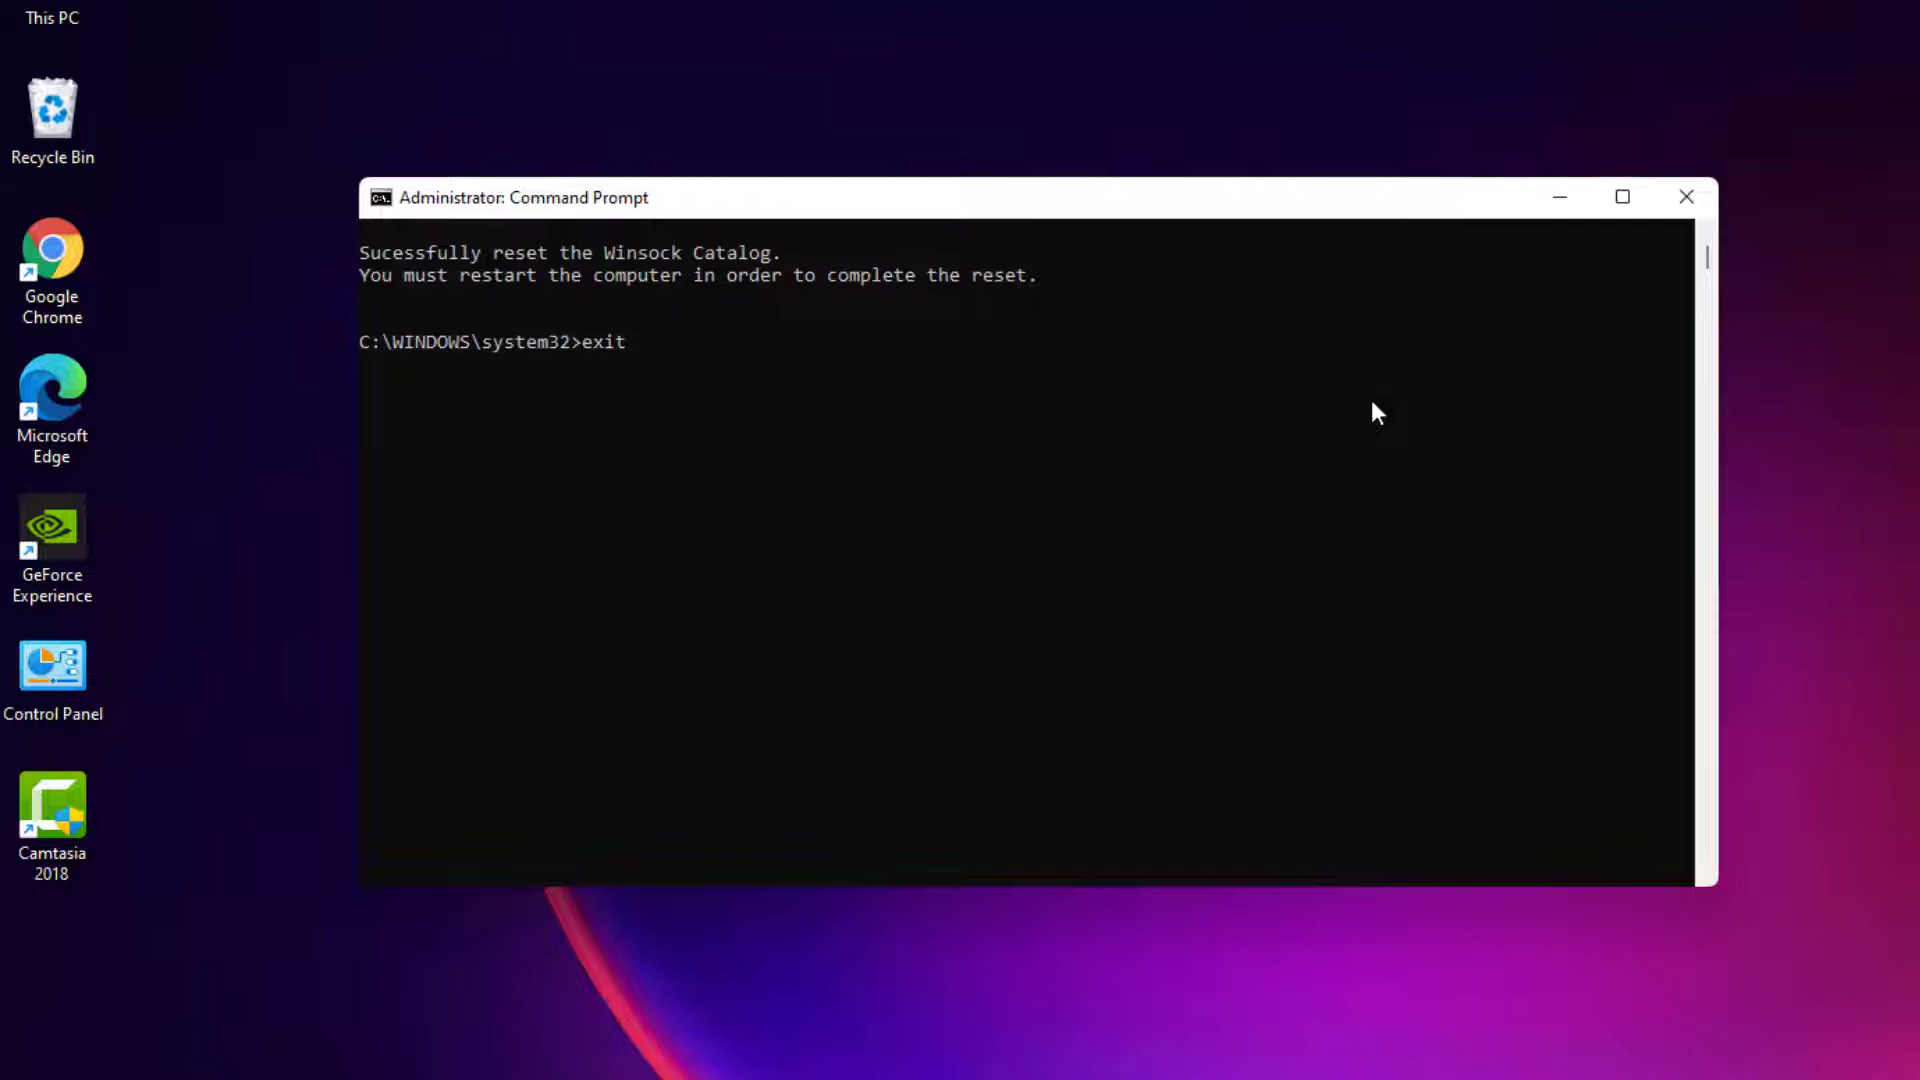 This PC
Recycle Bin
Google
Chrome
Microsoft
Edge
GeForce
Experience
Control Panel
Camtasia
2018
C:\.
Administrator: Command Prompt
Sucessfully reset the Winsock Catalog.
You must restart the computer in order to complete the reset.
C:\WINDOWS\system32>exit